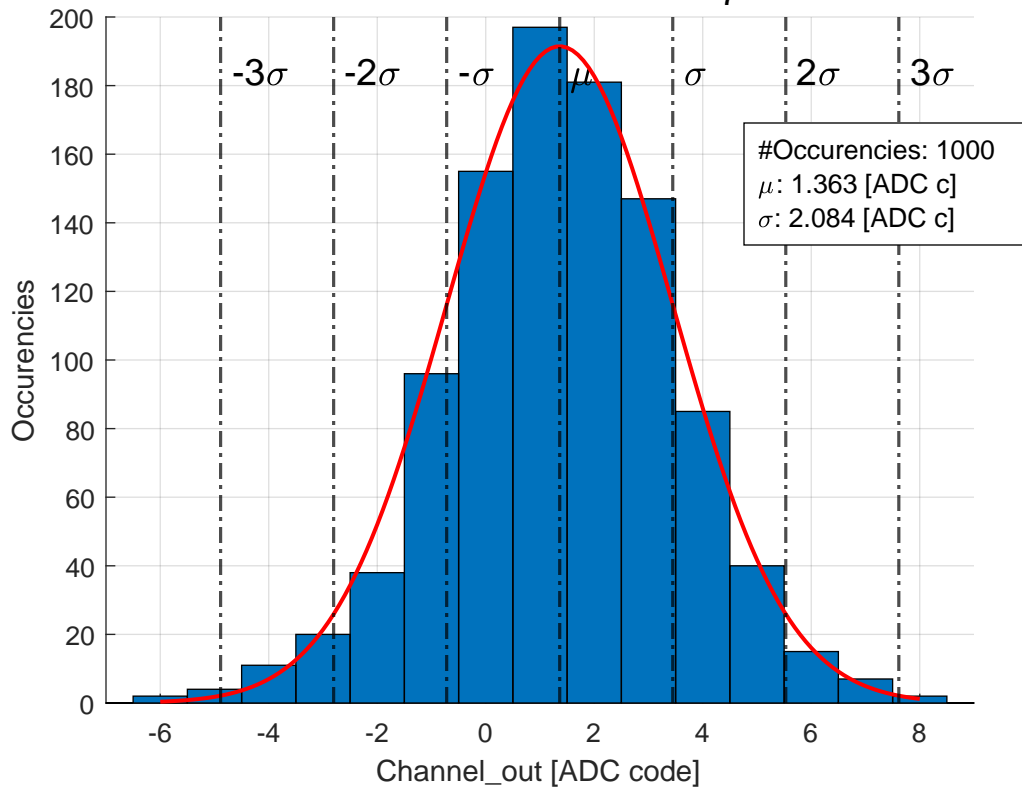 200
180
160
140
120
100
80
60
40
20
0
-3σ -2σ -σ μ σ 2σ 3σ
#Occurencies: 1000
μ: 1.363 [ADC c]
σ: 2.084 [ADC c]
Occurencies
-6 -4 -2 0 2 4 6 8
Channel_out [ADC code]